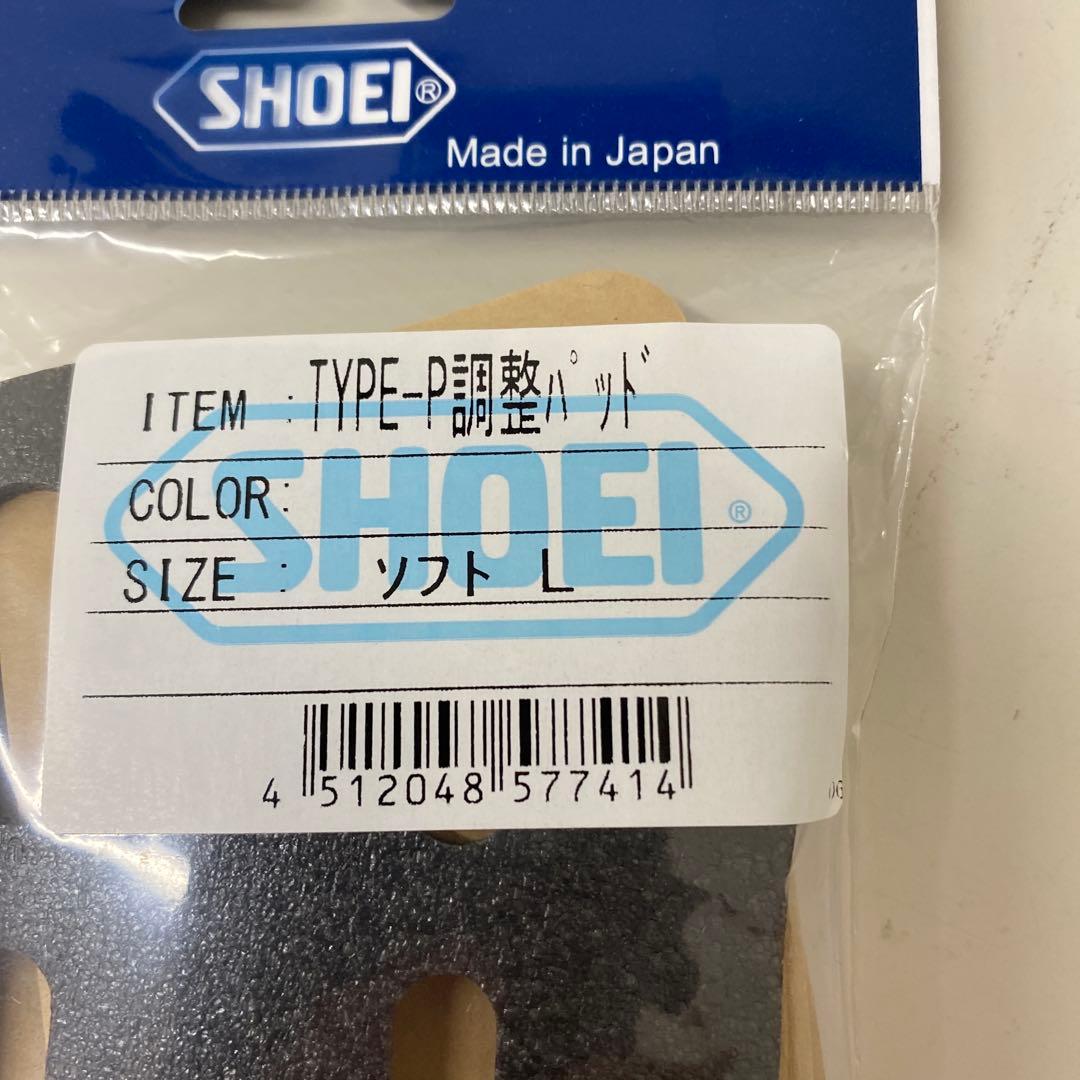 SHOEI®
Made in Japan
ITEM : TYPE-P調整ﾊﾟｯﾄﾞ
SHOEI®
COLOR:
SIZE : ソフト L
4 512048 577414